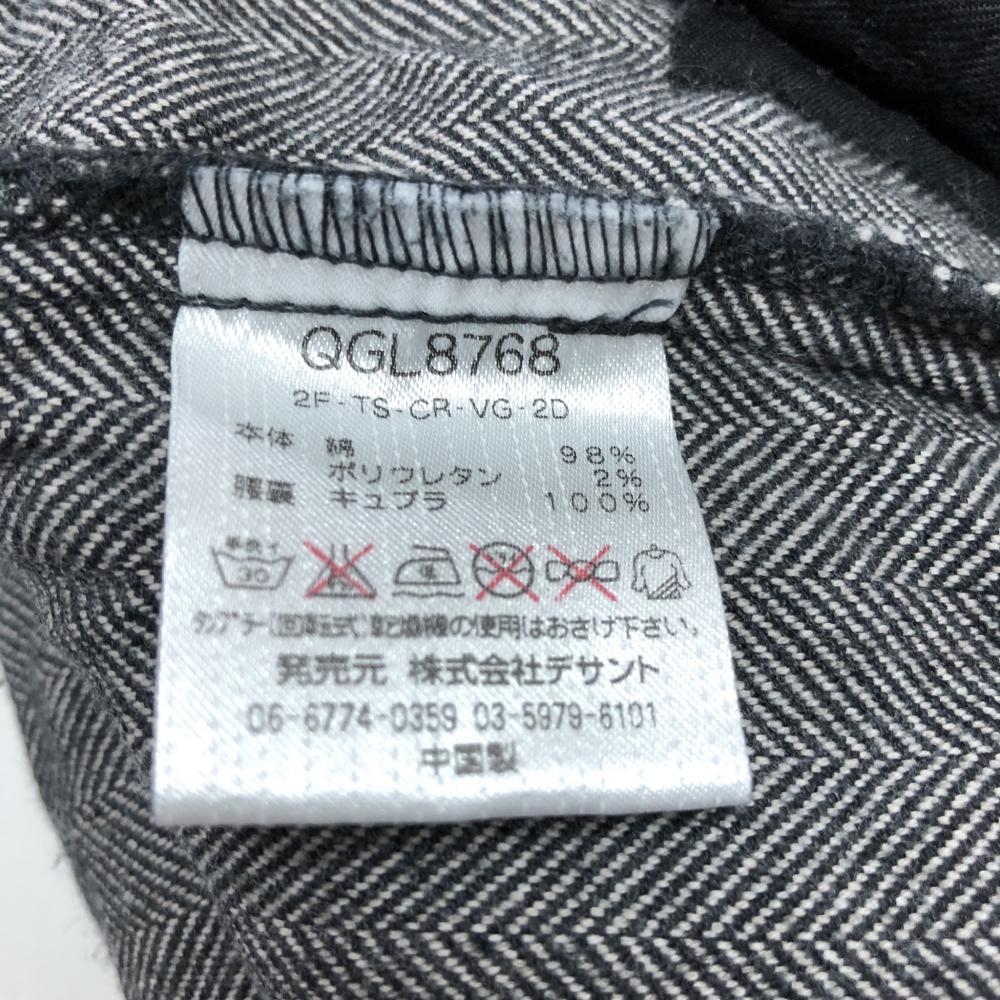 QGL8768
2F-TS-CR-VG-2D
本体 綿 98%
ポリウレタン 2%
腰裏 キュプラ 100%
30
タンブラー(回転式)乾燥機の使用はおさけ下さい。
発売元 株式会社デサント
06-6774-0359 03-5979-6101
中国製